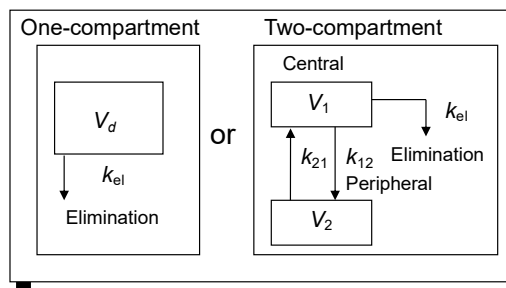 One-compartment
V_d
k_el
Elimination
or
Two-compartment
Central
V_1
k_el
Elimination
k_21
k_12
Peripheral
V_2